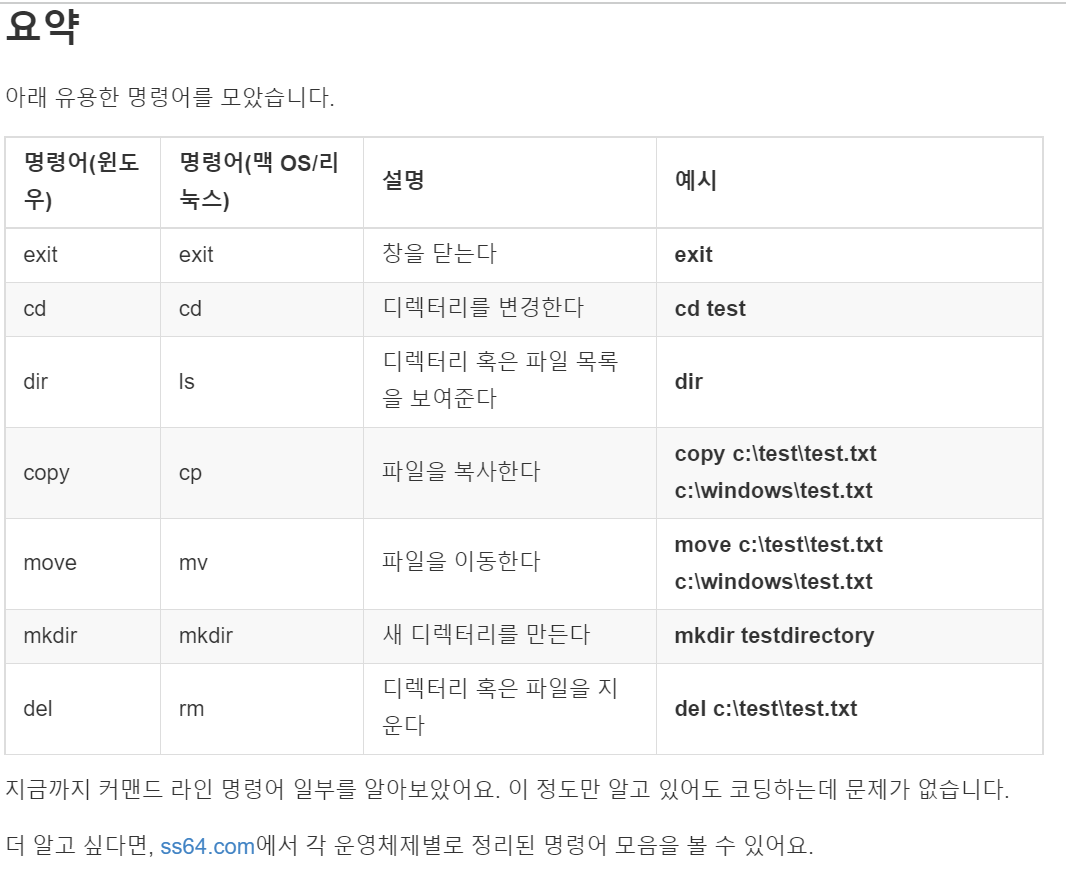 요약
아래 유용한 명령어를 모았습니다.
명령어(윈도
우)
명령어(맥 OS/리
눅스)
설명
예시
exit
exit
창을 닫는다
exit
cd
cd
디렉터리를 변경한다
cd test
dir
ls
디렉터리 혹은 파일 목록
을 보여준다
dir
copy
cp
파일을 복사한다
copy c:\test\test.txt
c:\windows\test.txt
move
mv
파일을 이동한다
move c:\test\test.txt
c:\windows\test.txt
mkdir
mkdir
새 디렉터리를 만든다
mkdir testdirectory
del
rm
디렉터리 혹은 파일을 지
운다
del c:\test\test.txt
지금까지 커맨드 라인 명령어 일부를 알아보았어요. 이 정도만 알고 있어도 코딩하는데 문제가 없습니다.
더 알고 싶다면, ss64.com에서 각 운영체제별로 정리된 명령어 모음을 볼 수 있어요.